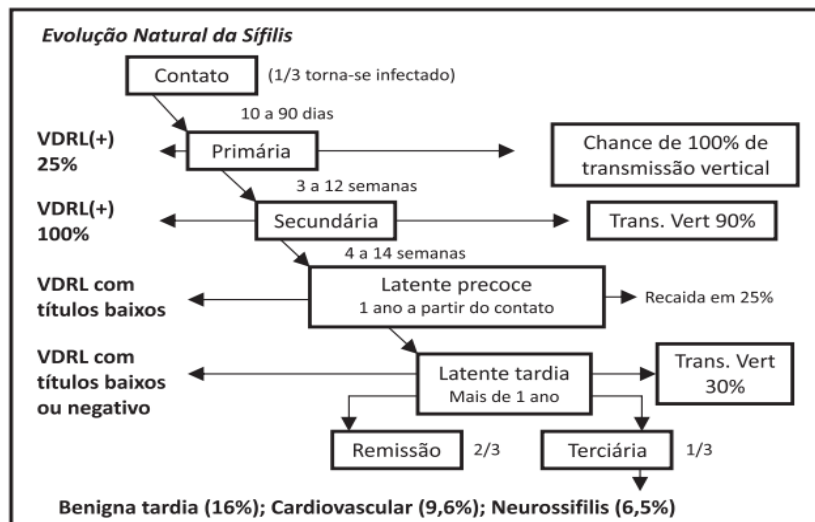 Evolução Natural da Sífilis
Contato
(1/3 torna-se infectado)
10 a 90 dias
VDRL(+)
25%
Primária
Chance de 100% de
transmissão vertical
3 a 12 semanas
VDRL(+)
100%
Secundária
Trans. Vert 90%
4 a 14 semanas
VDRL com
títulos baixos
Latente precoce
1 ano a partir do contato
Recaida em 25%
VDRL com
títulos baixos
ou negativo
Latente tardia
Mais de 1 ano
Trans. Vert
30%
Remissão
2/3
Terciária
1/3
Benigna tardia (16%); Cardiovascular (9,6%); Neurossifilis (6,5%)